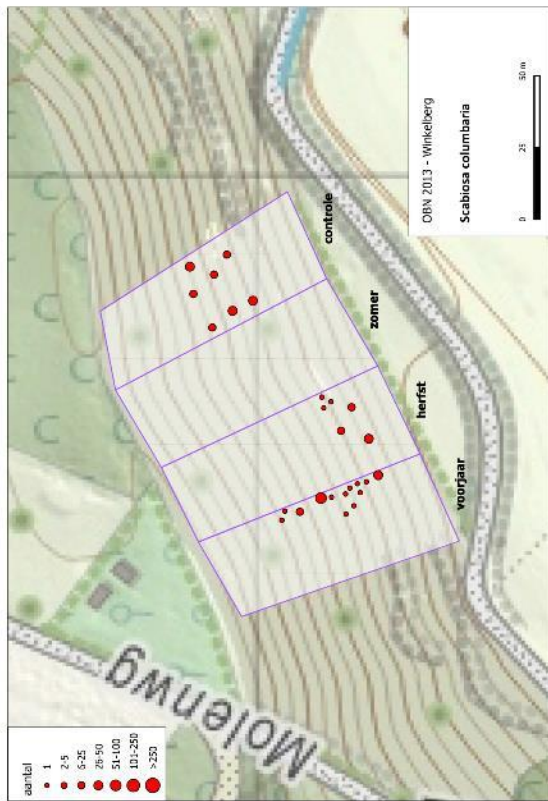 aantal
1
2-5
6-25
26-50
51-100
101-250
>250
Molenwg
voorjaar
herfst
zomer
controle
OBN 2013 - Winkelberg
Scabiosa columbaria
0 25 50 m